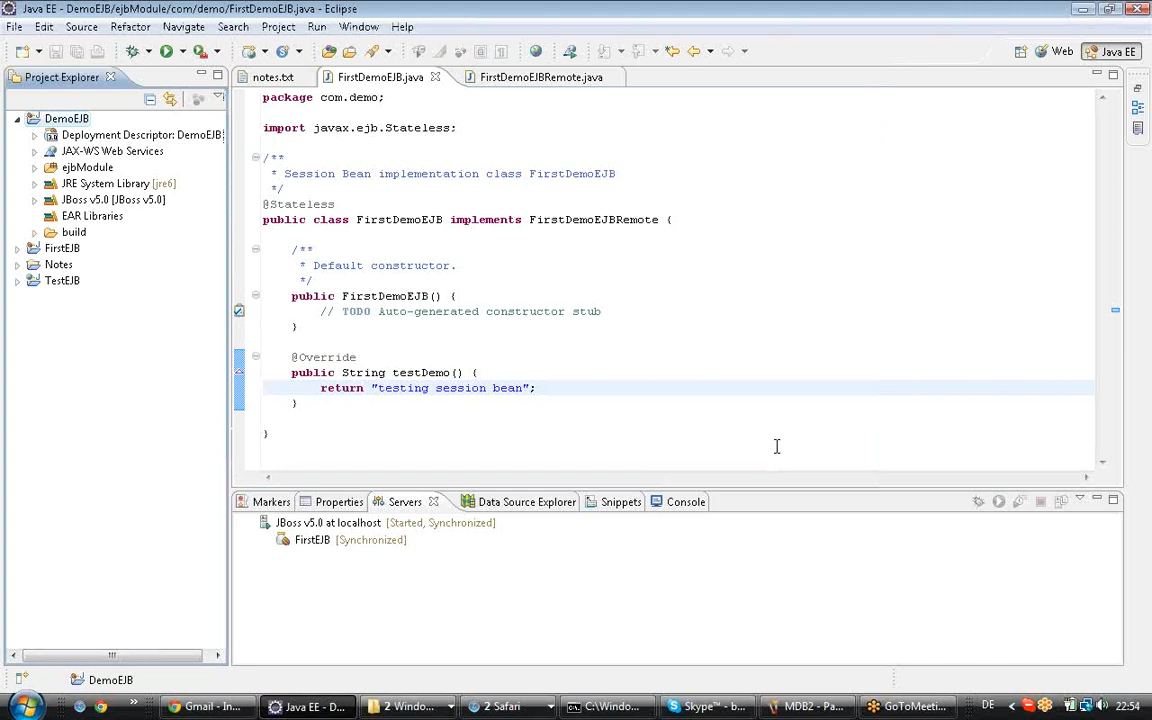 Java EE - DemoEJB/ejbModule/com/demo/FirstDemoEJB.java - Eclipse
File Edit Source Refactor Navigate Search Project Run Window Help
Web Java EE
Project Explorer
notes.txt FirstDemoEJB.java FirstDemoEJBRemote.java
DemoEJB
Deployment Descriptor: DemoEJB
JAX-WS Web Services
ejbModule
JRE System Library [jre6]
JBoss v5.0 [JBoss v5.0]
EAR Libraries
build
FirstEJB
Notes
TestEJB
package com.demo;
import javax.ejb.Stateless;
/**
* Session Bean implementation class FirstDemoEJB
*/
@Stateless
public class FirstDemoEJB implements FirstDemoEJBRemote {
/**
* Default constructor.
*/
public FirstDemoEJB() {
// TODO Auto-generated constructor stub
}
@Override
public String testDemo() {
return "testing session bean";
}
}
Markers Properties Servers Data Source Explorer Snippets Console
JBoss v5.0 at localhost [Started, Synchronized]
FirstEJB [Synchronized]
DemoEJB
Gmail - In... Java EE - D... 2 Windo... 2 Safari C:\Windo... Skype™ - b... MDB2 - Pa... GoToMeeti... DE 22:54